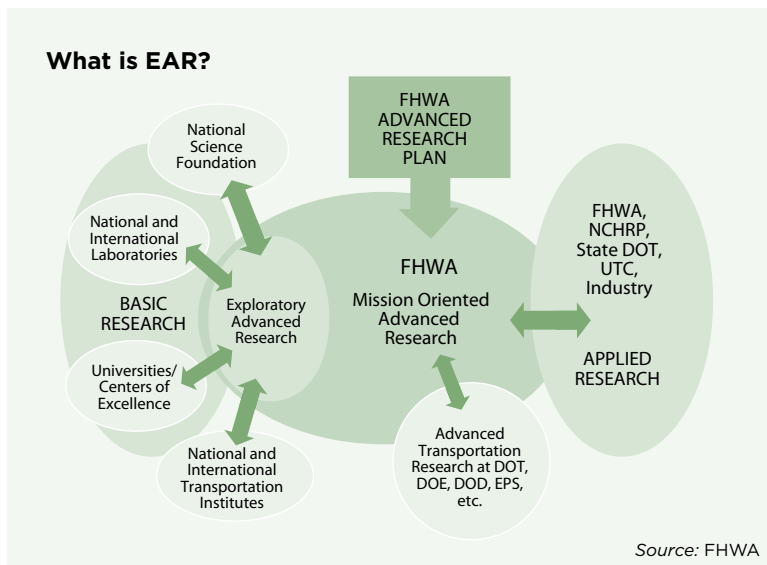 What is EAR?
FHWA
ADVANCED
RESEARCH
PLAN
National
Science
Foundation
National and
International
Laboratories
BASIC
RESEARCH
Universities/
Centers of
Excellence
National and
International
Transportation
Institutes
Exploratory
Advanced
Research
FHWA
Mission Oriented
Advanced
Research
Advanced
Transportation
Research at DOT,
DOE, DOD, EPS,
etc.
FHWA,
NCHRP,
State DOT,
UTC,
Industry
APPLIED
RESEARCH
Source: FHWA